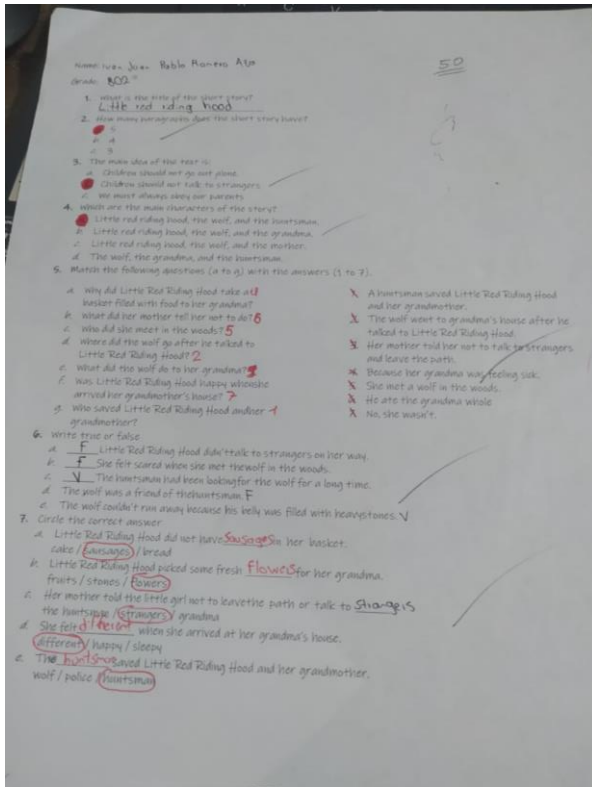 Name: Ivan Juan Pablo Romero
50
Grade: 802°
1. What is the title of the short story?
Little red riding hood
2. How many paragraphs does the short story have?
a. 5
b. 4
c. 3
3. The main idea of the text is:
a. Children should not go out alone.
Children should not talk to strangers
c. We must always obey our parents
4. Which are the main characters of the story?
Little red riding hood, the wolf, and the huntsman.
b. Little red riding hood, the wolf, and the grandma.
c. Little red riding hood, the wolf, and the mother.
d. The wolf, the grandma, and the huntsman.
5. Match the following questions (a to g) with the answers (1 to 7).
a. Why did Little Red Riding Hood take a
basket filled with food to her grandma?
b. What did her mother tell her not to do? 6
c. Who did she meet in the woods? 5
d. Where did the wolf go after he talked to
Little Red Riding Hood? 2
e. What did the wolf do to her grandma?
f. Was Little Red Riding Hood happy whenshe
arrived her grandmother's house? 7
g. Who saved Little Red Riding Hood andher 1
grandmother?
A huntsman saved Little Red Riding Hood
and her grandmother.
The wolf went to grandma's house after he
talked to Little Red Riding Hood.
Her mother told her not to talk to strangers
and leave the path.
Because her grandma was feeling sick.
She met a wolf in the woods.
He ate the grandma whole
No, she wasn't.
6. Write true or false
a. F Little Red Riding Hood didn'ttalk to strangers on her way.
b. F She felt scared when she met thewolf in the woods.
c. V The huntsman had been lookingfor the wolf for a long time.
d. The wolf was a friend of thehuntsman. F
e. The wolf couldn't run away because his belly was filled with heavystones. V
7. Circle the correct answer
a. Little Red Riding Hood did not have sausages in her basket.
cake / sausages / bread
b. Little Red Riding Hood picked some fresh flowers for her grandma.
fruits / stones / flowers
c. Her mother told the little girl not to leavethe path or talk to strangers
the huntsman / strangers / grandma
d. She felt different when she arrived at her grandma's house.
different / happy / sleepy
e. The huntsman saved Little Red Riding Hood and her grandmother.
wolf / police / huntsman